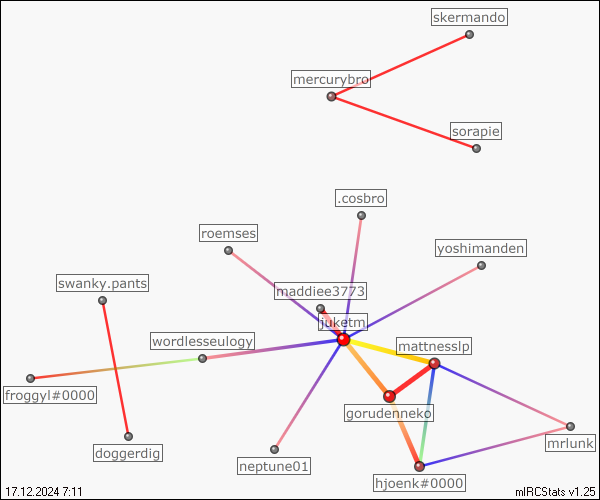 skermando
mercurybro
sorapie
.cosbro
roemses
yoshimanden
swanky.pants
maddiee3773
juketm
wordlesseulogy
mattnesslp
froggyl#0000
gorudenneko
mrlunk
doggerdig
neptune01
hjoenk#0000
17.12.2024 7:11
mIRCStats v1.25